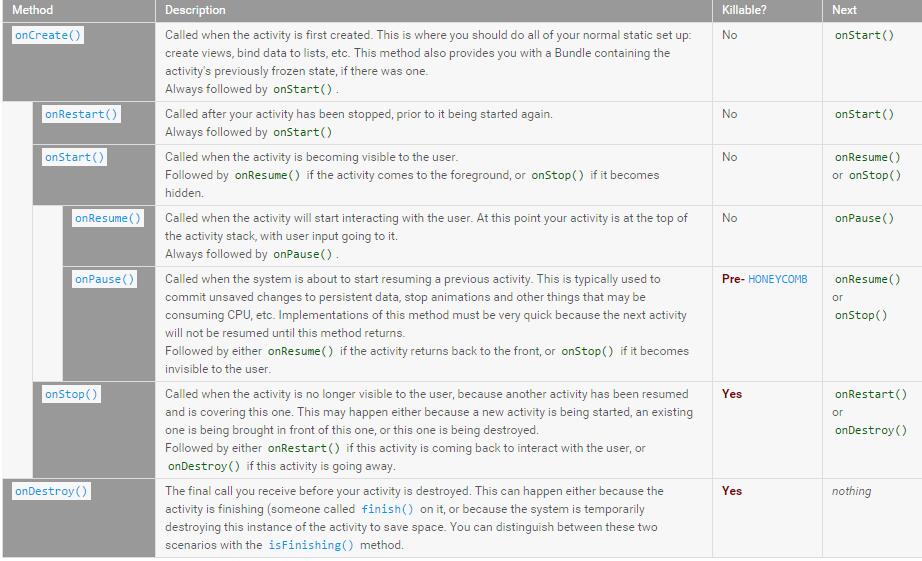 Method Description Killable? Next
onCreate() Called when the activity is first created. This is where you should do all of your normal static set up: No onStart()
create views, bind data to lists, etc. This method also provides you with a Bundle containing the
activity's previously frozen state, if there was one.
Always followed by onStart() .
onRestart() Called after your activity has been stopped, prior to it being started again. No onStart()
Always followed by onStart()
onStart() Called when the activity is becoming visible to the user. No onResume()
Followed by onResume() if the activity comes to the foreground, or onStop() if it becomes or onStop()
hidden.
onResume() Called when the activity will start interacting with the user. At this point your activity is at the top of No onPause()
the activity stack, with user input going to it.
Always followed by onPause() .
onPause() Called when the system is about to start resuming a previous activity. This is typically used to Pre- HONEYCOMB onResume()
commit unsaved changes to persistent data, stop animations and other things that may be or
consuming CPU, etc. Implementations of this method must be very quick because the next activity onStop()
will not be resumed until this method returns.
Followed by either onResume() if the activity returns back to the front, or onStop() if it becomes
invisible to the user.
onStop() Called when the activity is no longer visible to the user, because another activity has been resumed Yes onRestart()
and is covering this one. This may happen either because a new activity is being started, an existing or
one is being brought in front of this one, or this one is being destroyed. onDestroy()
Followed by either onRestart() if this activity is coming back to interact with the user, or
onDestroy() if this activity is going away.
onDestroy() The final call you receive before your activity is destroyed. This can happen either because the Yes nothing
activity is finishing (someone called finish() on it, or because the system is temporarily
destroying this instance of the activity to save space. You can distinguish between these two
scenarios with the isFinishing() method.